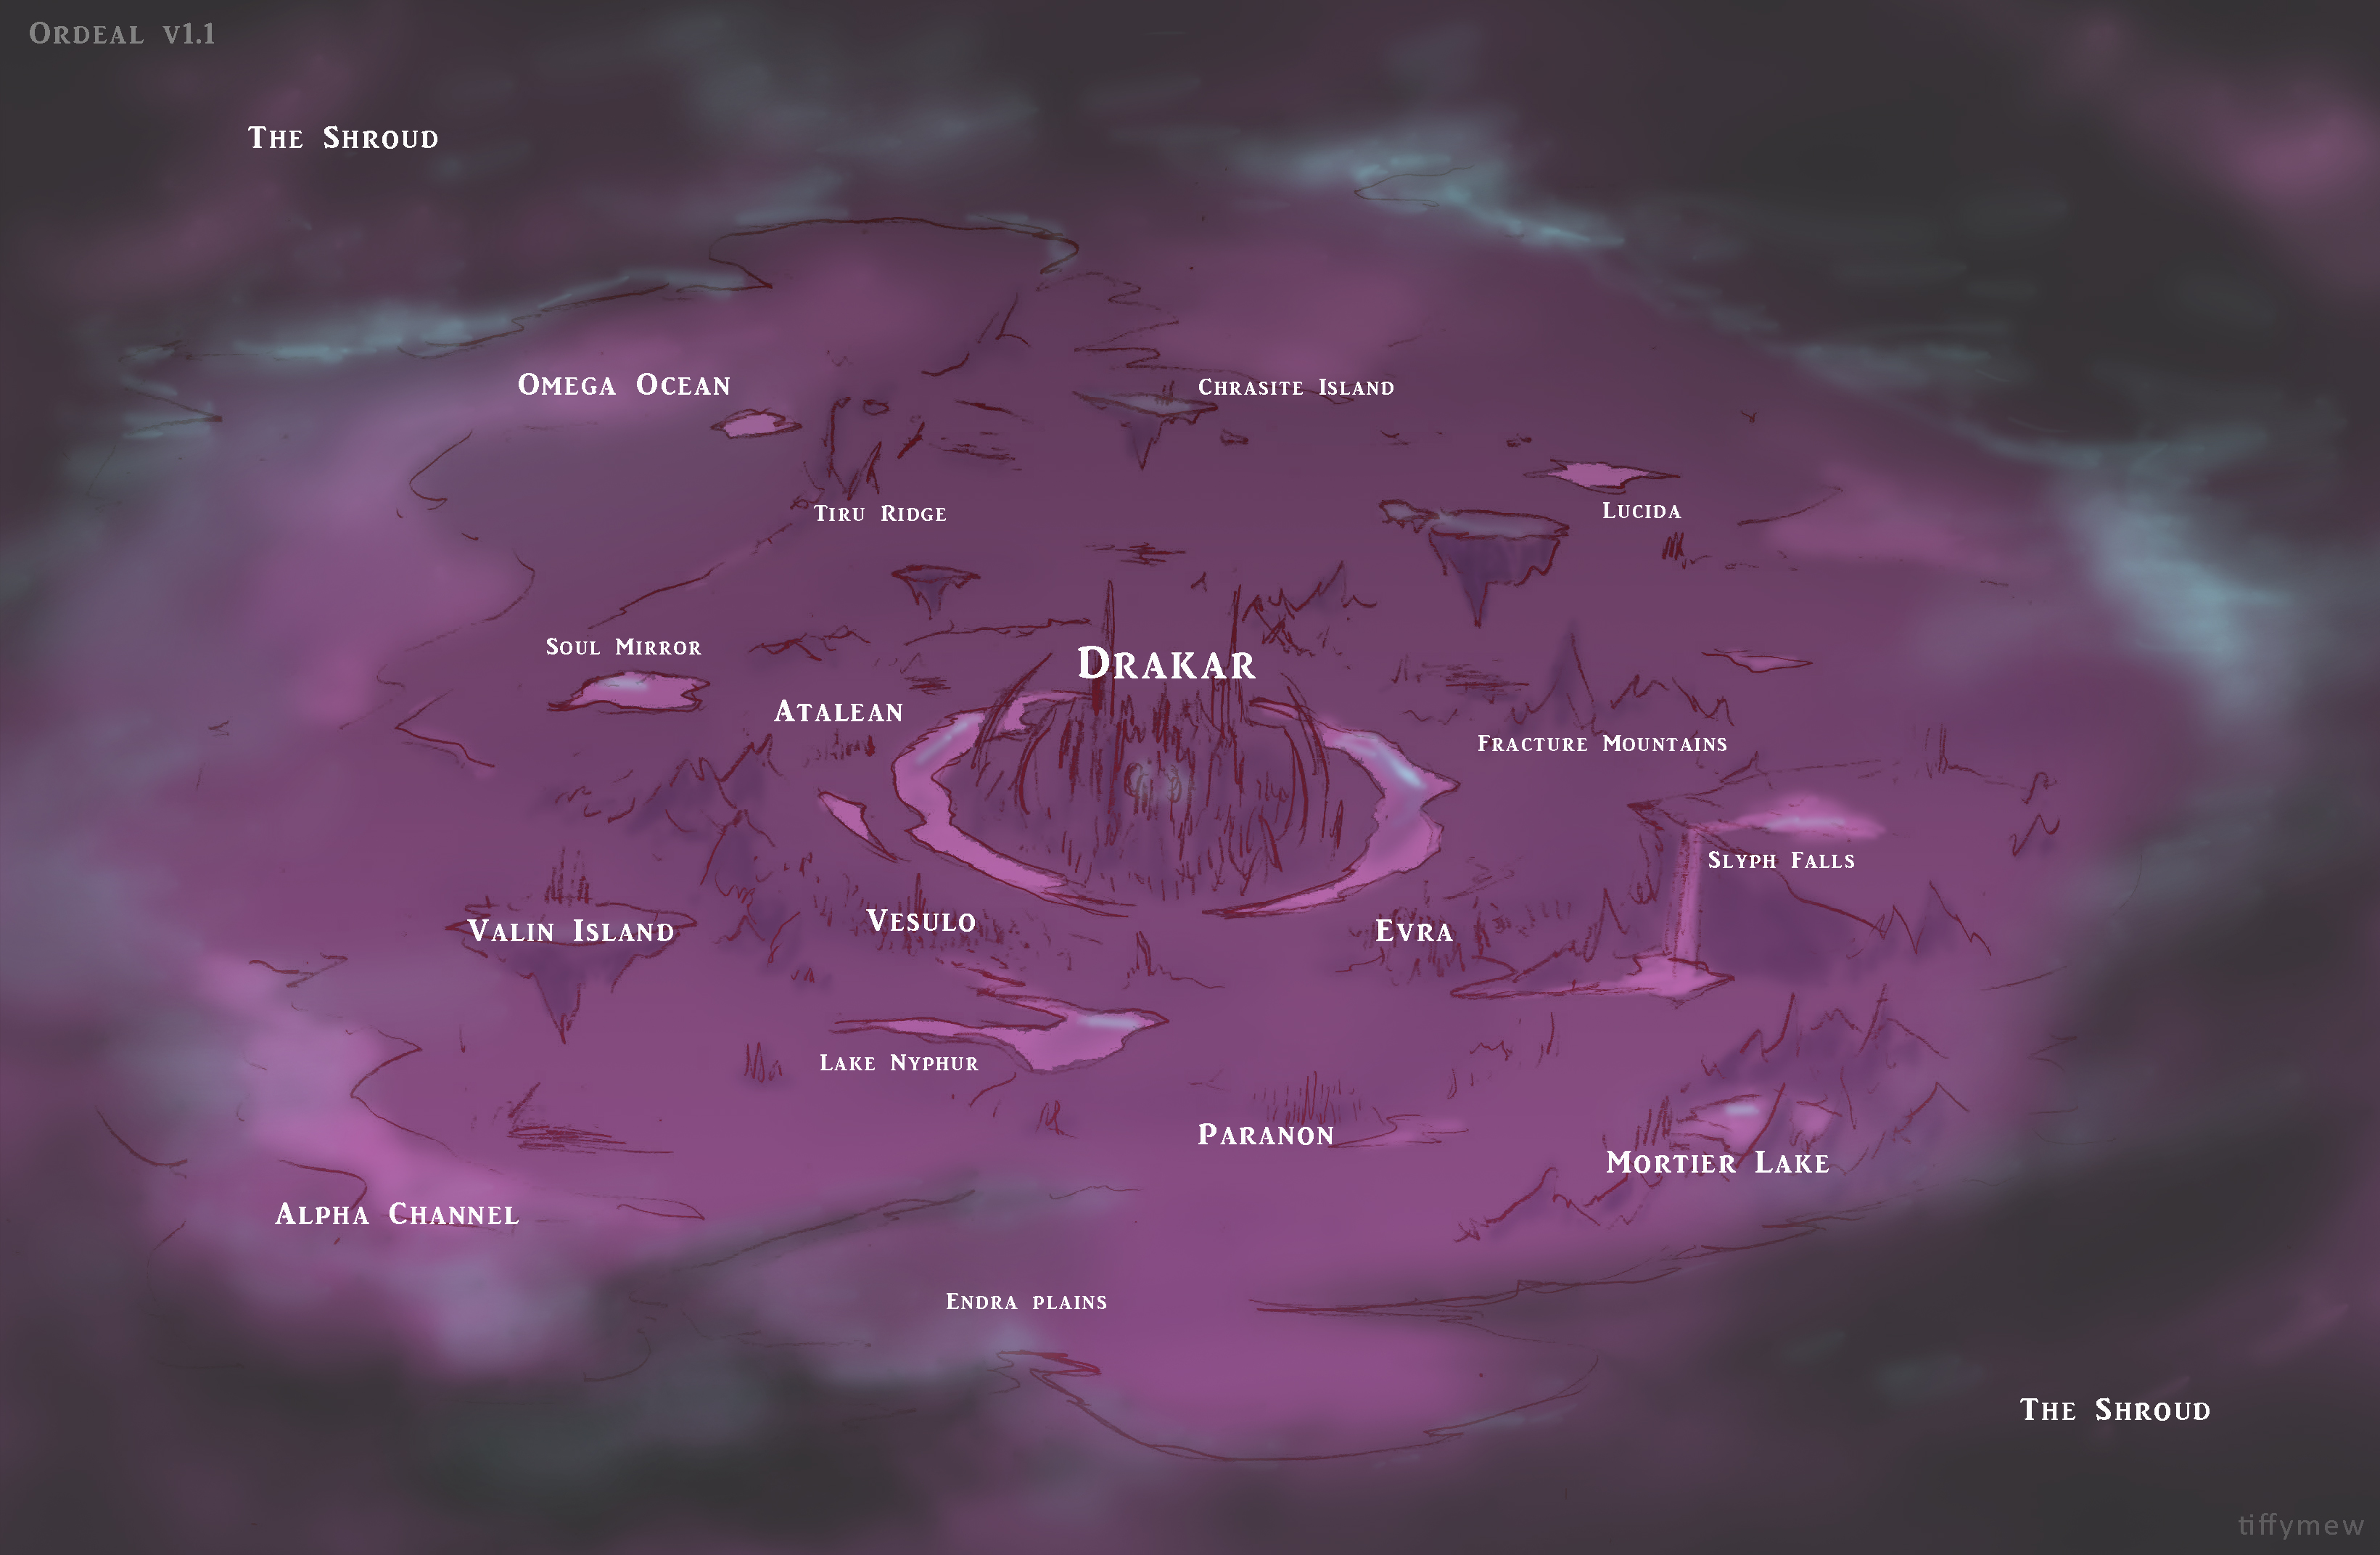 Ordeal v1.1
The Shroud
Omega Ocean
Chrasite Island
Tiru Ridge
Lucida
Soul Mirror
Drakar
Atalean
Fracture Mountains
Slyph Falls
Valin Island
Vesulo
Evra
Lake Nyphur
Paranon
Mortier Lake
Alpha Channel
Endra plains
The Shroud
tiffymew